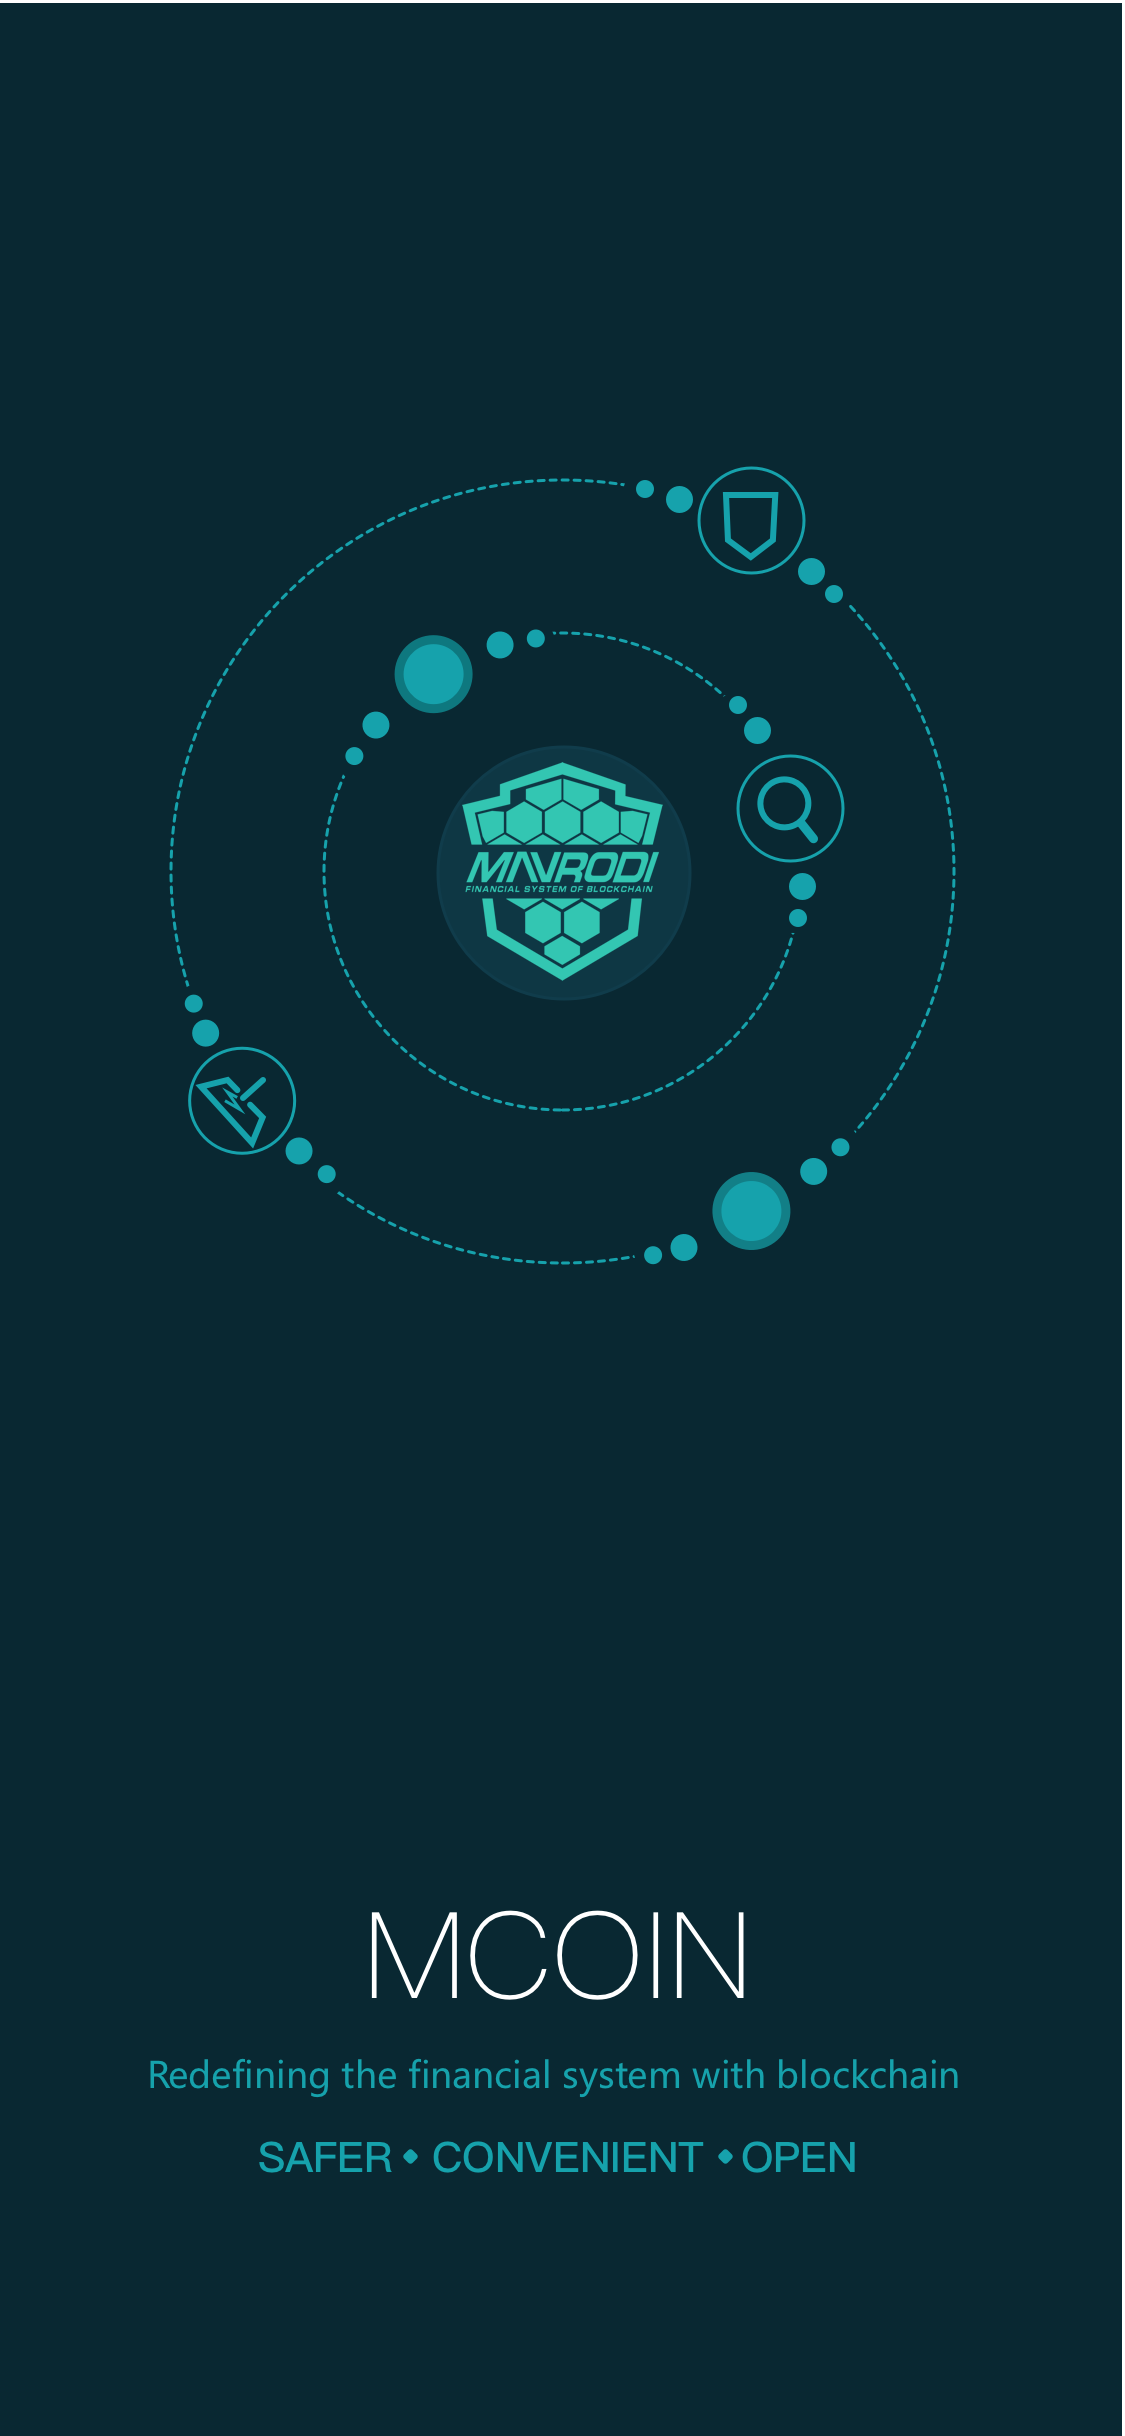 MAVRODI
FINANCIAL SYSTEM OF BLOCKCHAIN
MCOIN
Redefining the financial system with blockchain
SAFER • CONVENIENT • OPEN